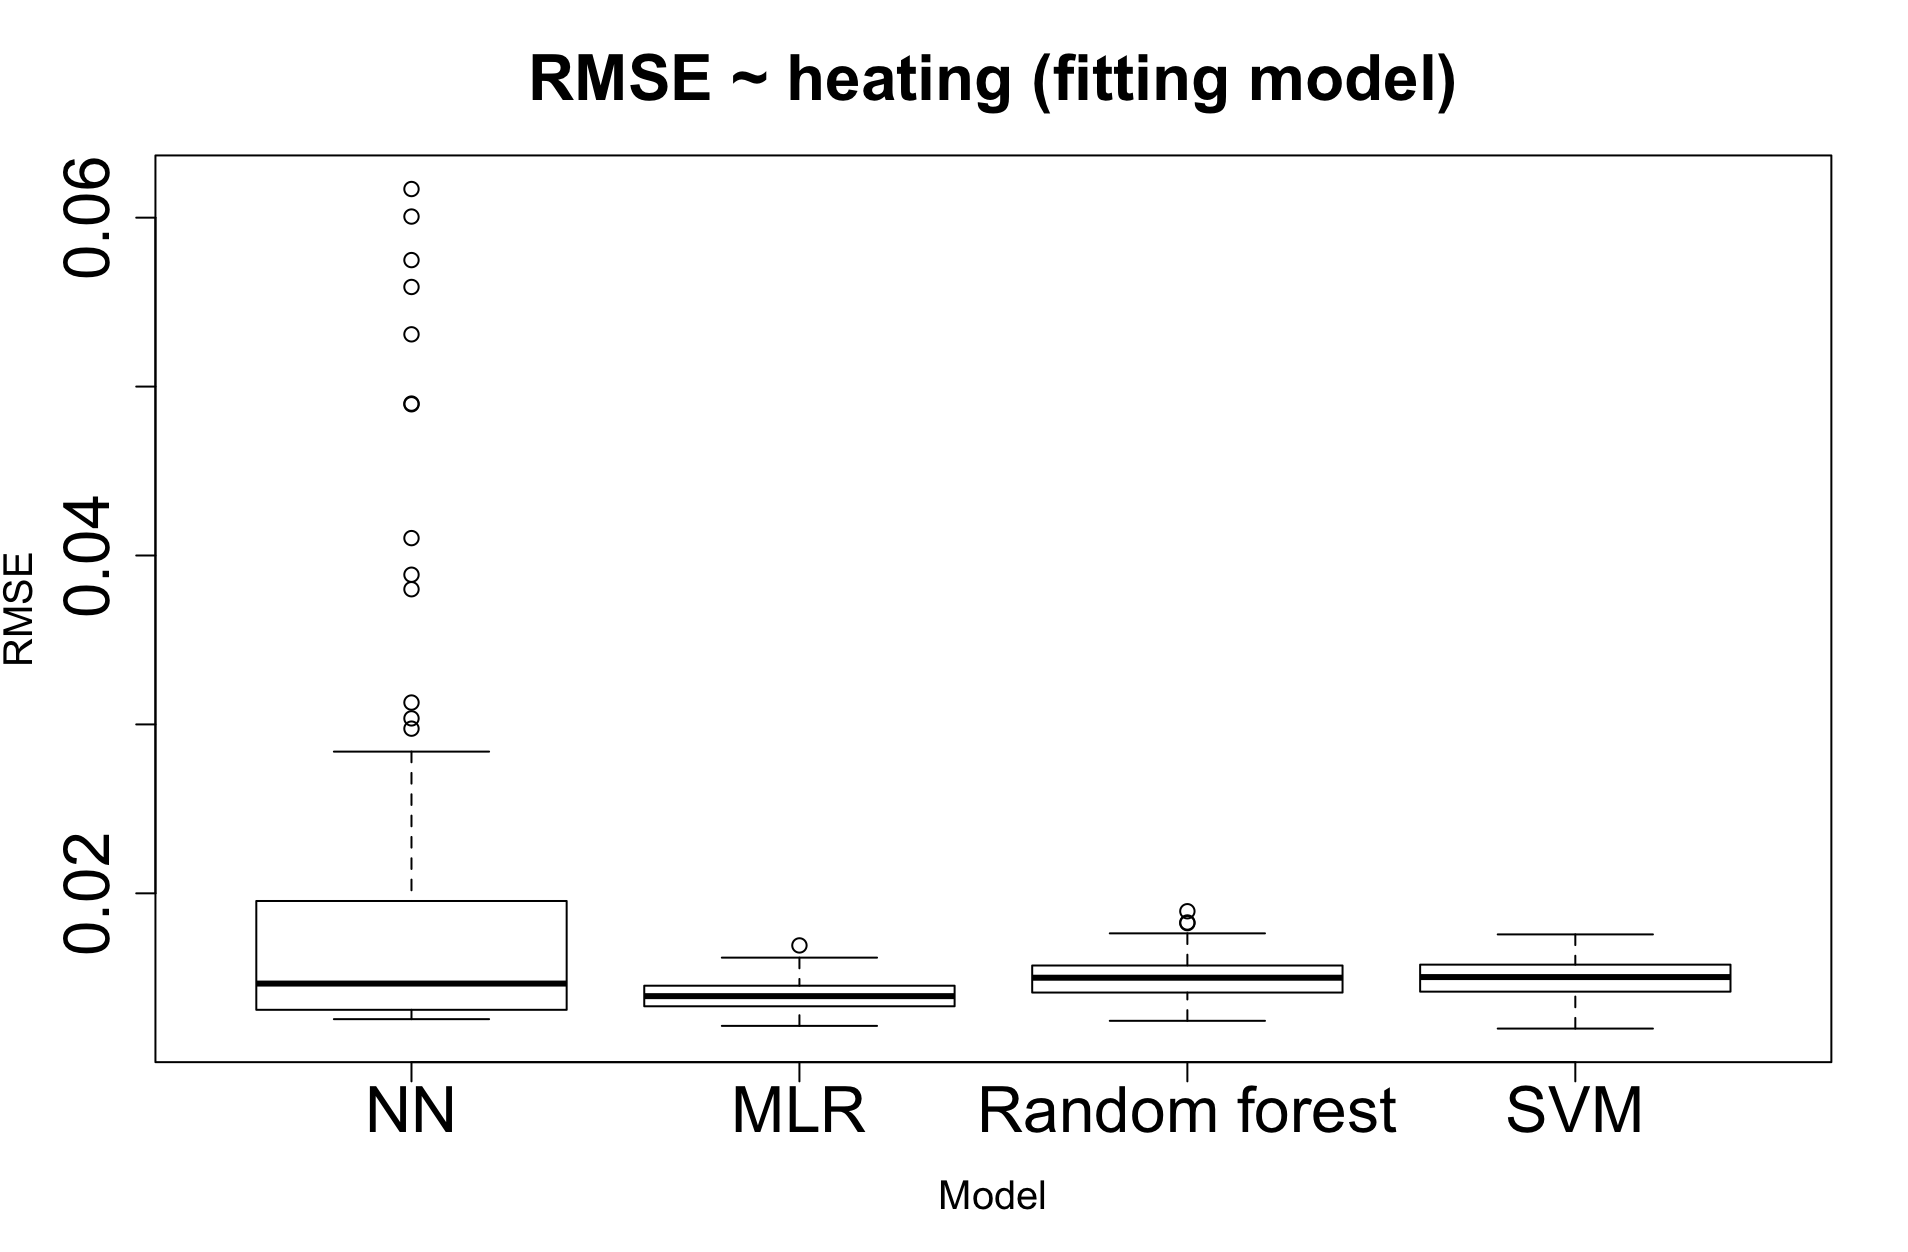 RMSE ~ heating (fitting model)
RMSE
0.06
0.04
0.02
NN MLR Random forest SVM
Model